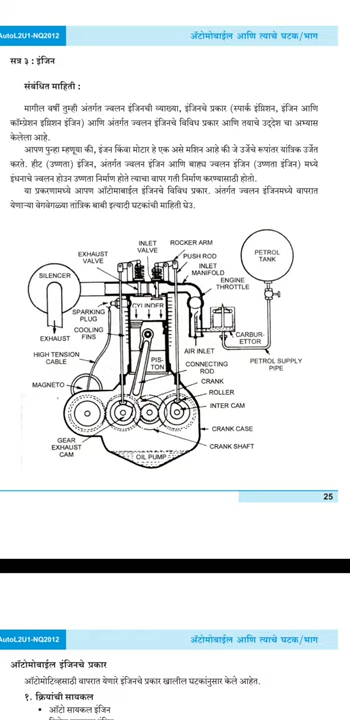 AutoL2U1-NQ2012 ऑटोमोबाईल आणि त्याचे घटक/भाग
सत्र ३ : इंजिन
संबंधित माहिती :
मागील वर्षी तुम्ही अंतर्गत ज्वलन इंजिनची व्याख्या, इंजिनचे प्रकार (स्पार्क इग्निशन, इंजिन आणि
कॉम्प्रेशन इग्निशन इंजिन) आणि अंतर्गत ज्वलन इंजिनचे विविध प्रकार आणि तयाचे उद्देश चा अभ्यास
केलेला आहे.
आपण पुन्हा म्हणूया की, इंजन किंवा मोटार हे एक असे मशिन आहे की जे उर्जेचे रूपांतर यांत्रिक उर्जेत
करते. हीट (उष्णता) इंजिन, अंतर्गत ज्वलन इंजिन आणि बाह्य ज्वलन इंजिन (उष्णता इंजिन) मध्ये
इंधनाचे ज्वलन होउन उष्णता निर्माण होते त्याचा वापर गती निर्माण करण्यासाठी होतो.
या प्रकरणामध्ये आपण ऑटोमाबाईल इंजनचे विविध प्रकार. अंतर्गत ज्वलन इंजिनमध्ये वापरात
येणाऱ्या वेगवेगळ्या तांत्रिक बाबी इत्यादी घटकांची माहिती घेउ.
INLET
VALVE
ROCKER ARM
EXHAUST
VALVE
PUSH ROD
INLET
MANIFOLD
PETROL
TANK
SILENCER
ENGINE
THROTTLE
CYLINDER
SPARKING
PLUG
COOLING
FINS
EXHAUST
CARBUR-
ETTOR
AIR INLET
HIGH TENSION
CABLE
PIS-
TON
CONNECTING
ROD
PETROL SUPPLY
PIPE
MAGNETO
CRANK
ROLLER
INTER CAM
CRANK CASE
GEAR
EXHAUST
CAM
CRANK SHAFT
OIL PUMP
25
AutoL2U1-NQ2012 ऑटोमोबाईल आणि त्याचे घटक/भाग
ऑटोमोबाईल इंजिनचे प्रकार
ऑटोमोटिव्हसाठी वापरात येणारे इंजिनचे प्रकार खालील घटकांनुसार केले आहेत.
१. क्रियांची सायकल
• ऑटो सायकल इंजिन